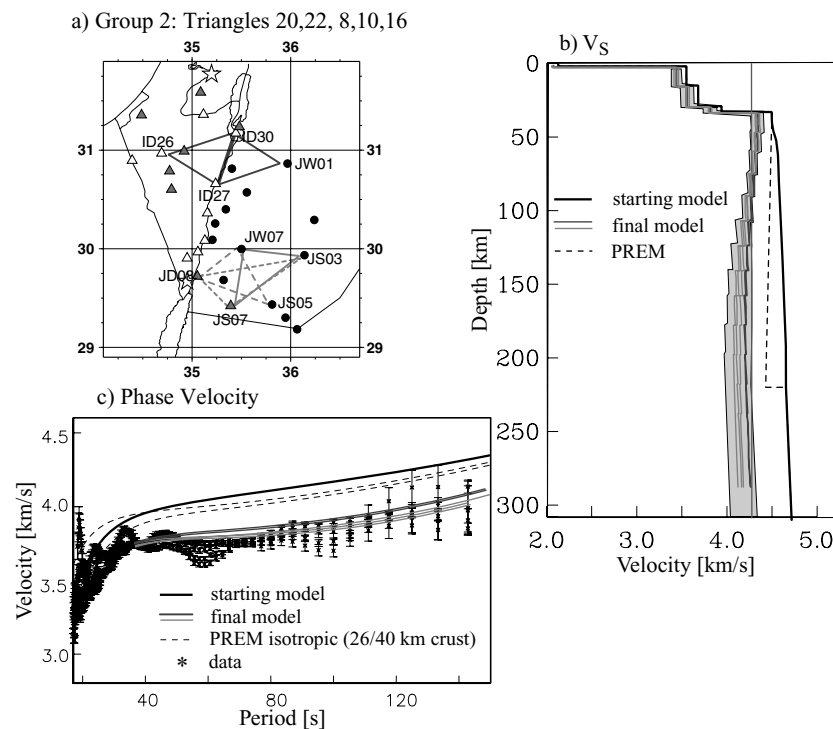 a) Group 2: Triangles 20,22, 8,10,16
35 36
31 31
30 30
29 29
35 36
ID26
ID30
JW01
ID27
JW07
JS03
JD08
JS05
JS07
b) VS
0
50
100
150
200
250
300
Depth [km]
starting model
final model
PREM
2.0 3.0 4.0 5.0
Velocity [km/s]
c) Phase Velocity
4.5
4.0
3.5
3.0
Velocity [km/s]
starting model
final model
PREM isotropic (26/40 km crust)
data
40 80 120
Period [s]